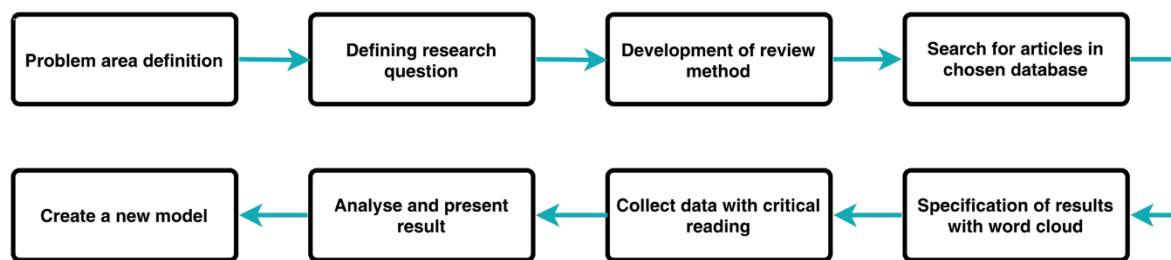 Problem area definition
Defining research
question
Development of review
method
Search for articles in
chosen database
Create a new model
Analyse and present
result
Collect data with critical
reading
Specification of results
with word cloud